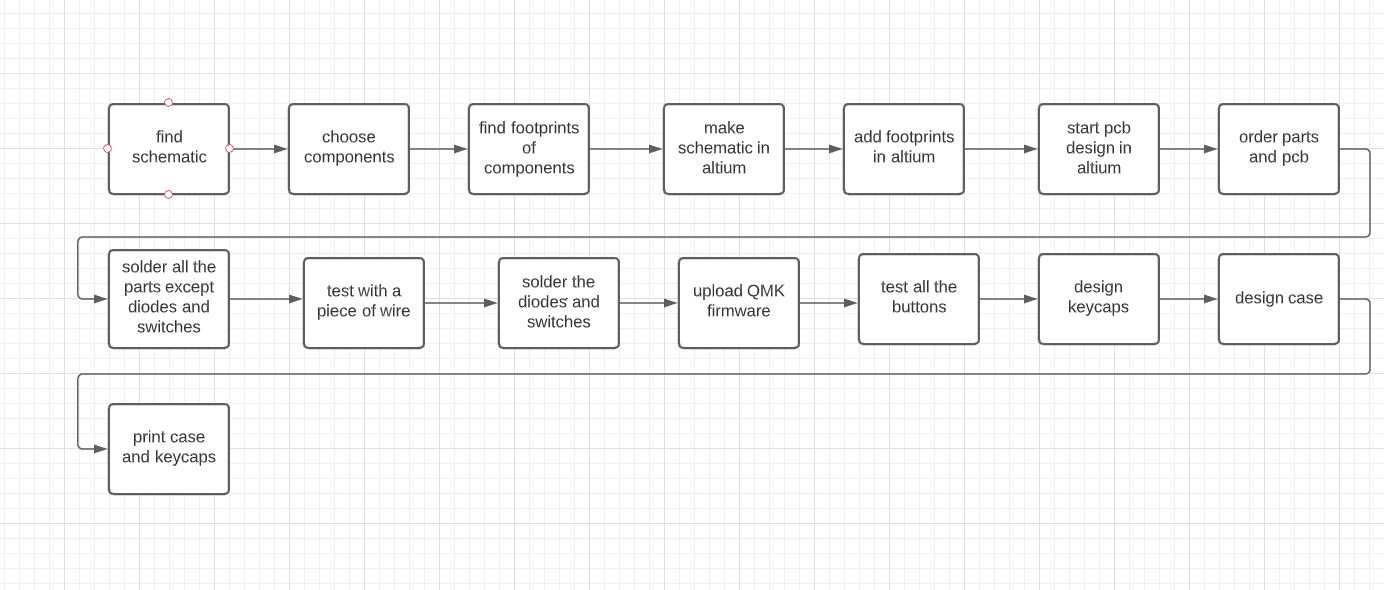 find
schematic
choose
components
find footprints
of
components
make
schematic in
altium
add footprints
in altium
start pcb
design in
altium
order parts
and pcb
solder all the
parts except
diodes and
switches
test with a
piece of wire
solder the
diodes and
switches
upload QMK
firmware
test all the
buttons
design
keycaps
design case
print case
and keycaps